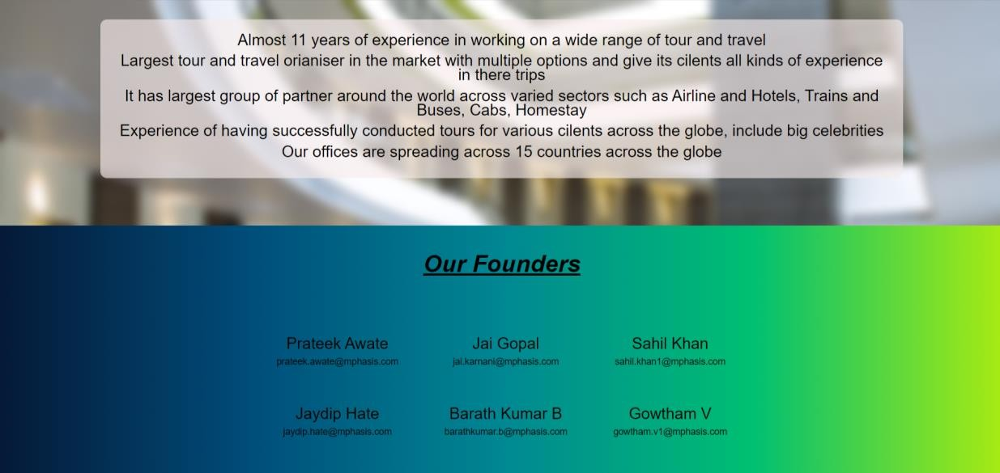 Almost 11 years of experience in working on a wide range of tour and travel
Largest tour and travel orianiser in the market with multiple options and give its cilents all kinds of experience
in there trips
It has largest group of partner around the world across varied sectors such as Airline and Hotels, Trains and
Buses, Cabs, Homestay
Experience of having successfully conducted tours for various cilents across the globe, include big celebrities
Our offices are spreading across 15 countries across the globe
Our Founders
Prateek Awate Jai Gopal Sahil Khan
prateek.awate@mphasis.com jai.karnani@mphasis.com sahil.khan1@mphasis.com
Jaydip Hate Barath Kumar B Gowtham V
jaydip.hate@mphasis.com barathkumar.b@mphasis.com gowtham.v1@mphasis.com